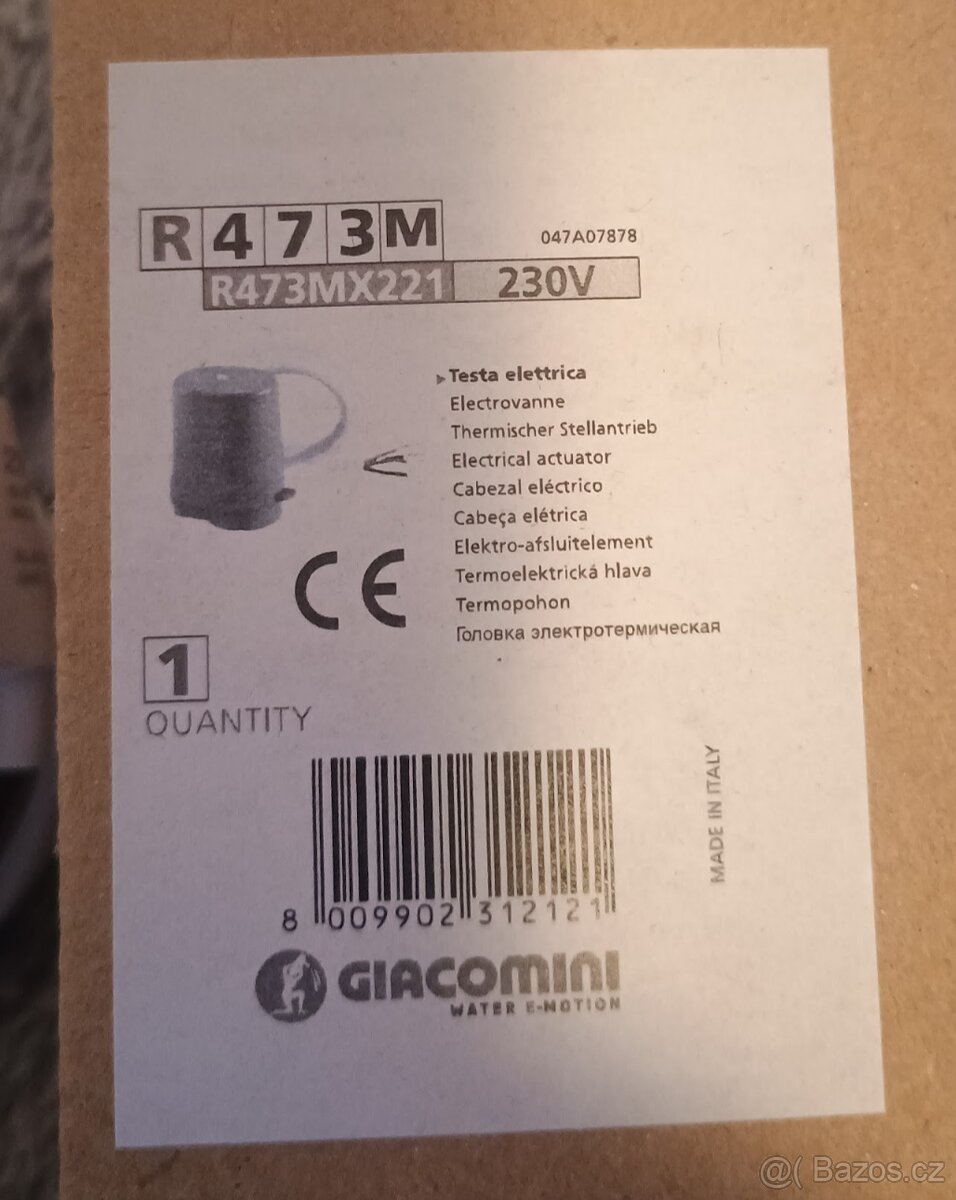 R473M
047A07878
R473MX221 230V
Testa elettrica
Electrovanne
Thermischer Stellantrieb
Electrical actuator
Cabezal eléctrico
Cabeça elétrica
Elektro-afsluitelement
Termoelektrická hlava
Termopohon
Головка электротермическая
CE
1
QUANTITY
MADE IN ITALY
8 009902 312121
GIACOMINI
WATER E-MOTION
@( Bazos.cz